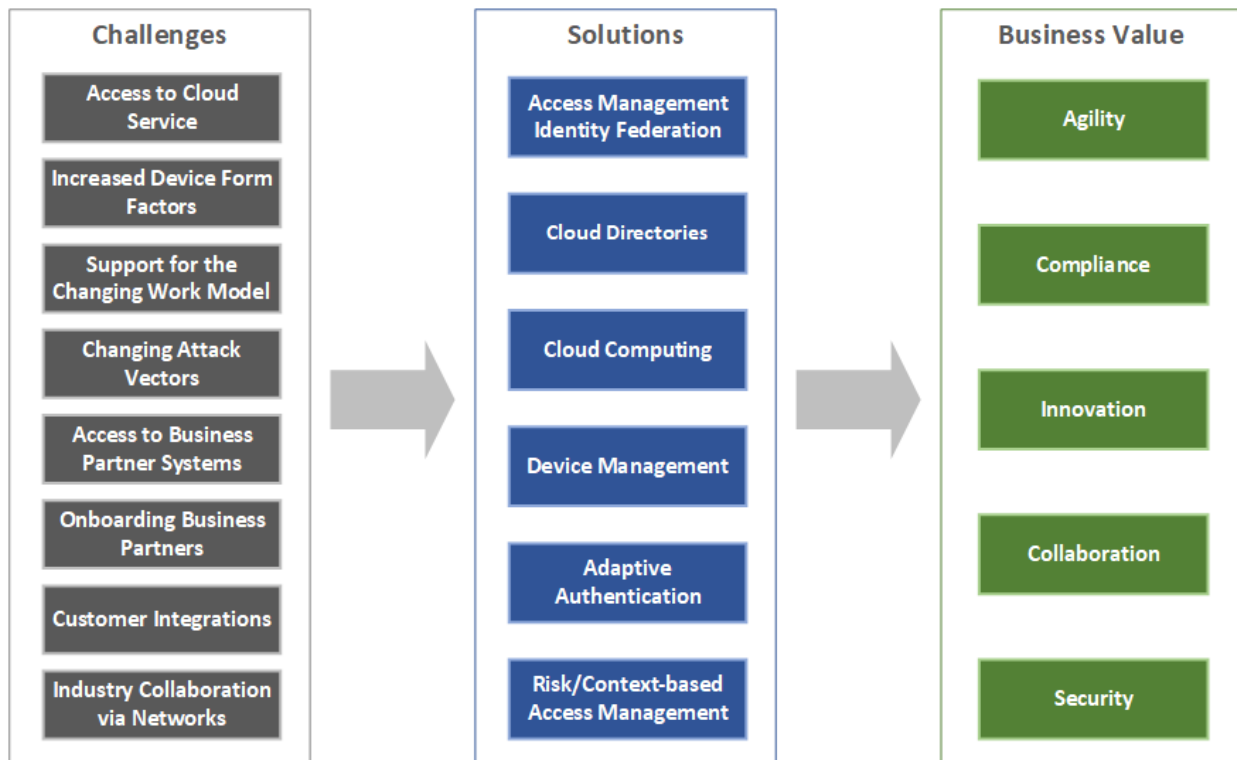 Challenges
Access to Cloud
Service
Increased Device Form
Factors
Support for the
Changing Work Model
Changing Attack
Vectors
Access to Business
Partner Systems
Onboarding Business
Partners
Customer Integrations
Industry Collaboration
via Networks
Solutions
Access Management
Identity Federation
Cloud Directories
Cloud Computing
Device Management
Adaptive
Authentication
Risk/Context-based
Access Management
Business Value
Agility
Compliance
Innovation
Collaboration
Security